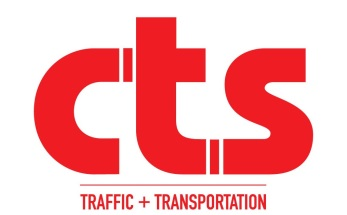 cts
TRAFFIC + TRANSPORTATION